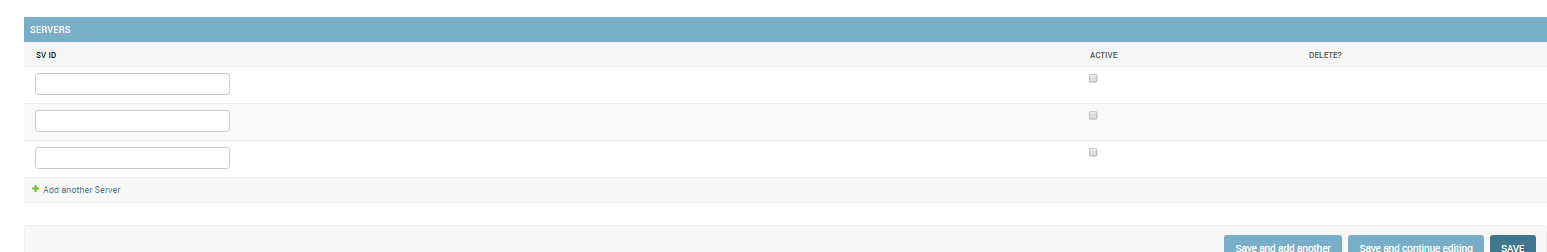 SERVERS
SV ID ACTIVE DELETE?
Add another Server
Save and add another Save and continue editing SAVE